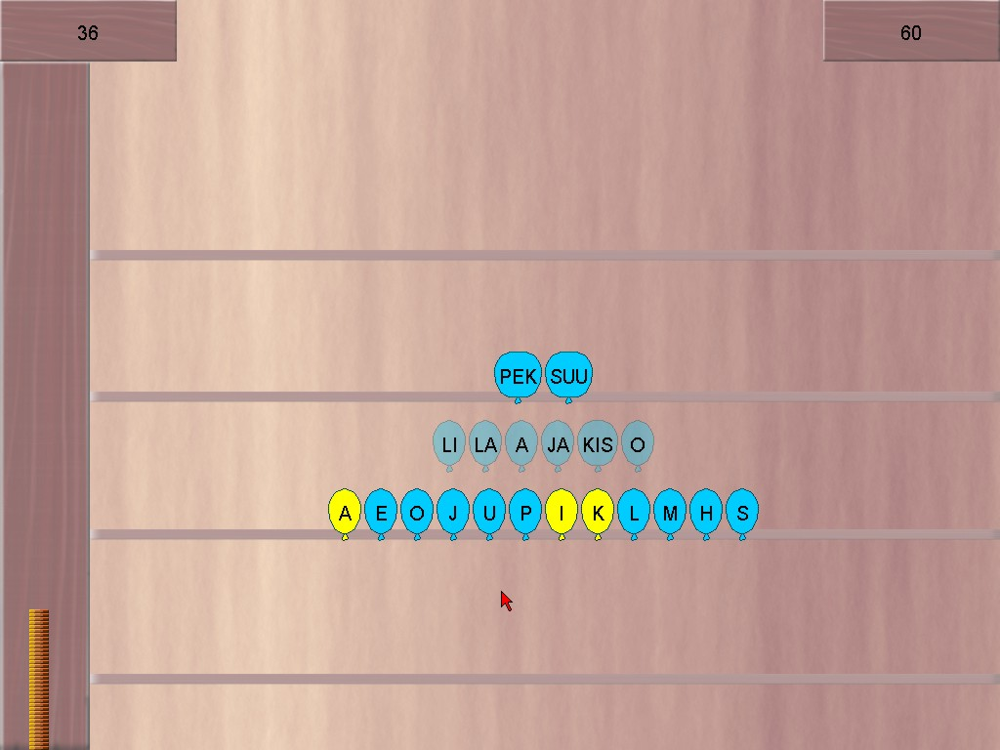 36 60
PEK SUU
LI LA A JA KIS O
A E O J U P I K L M H S